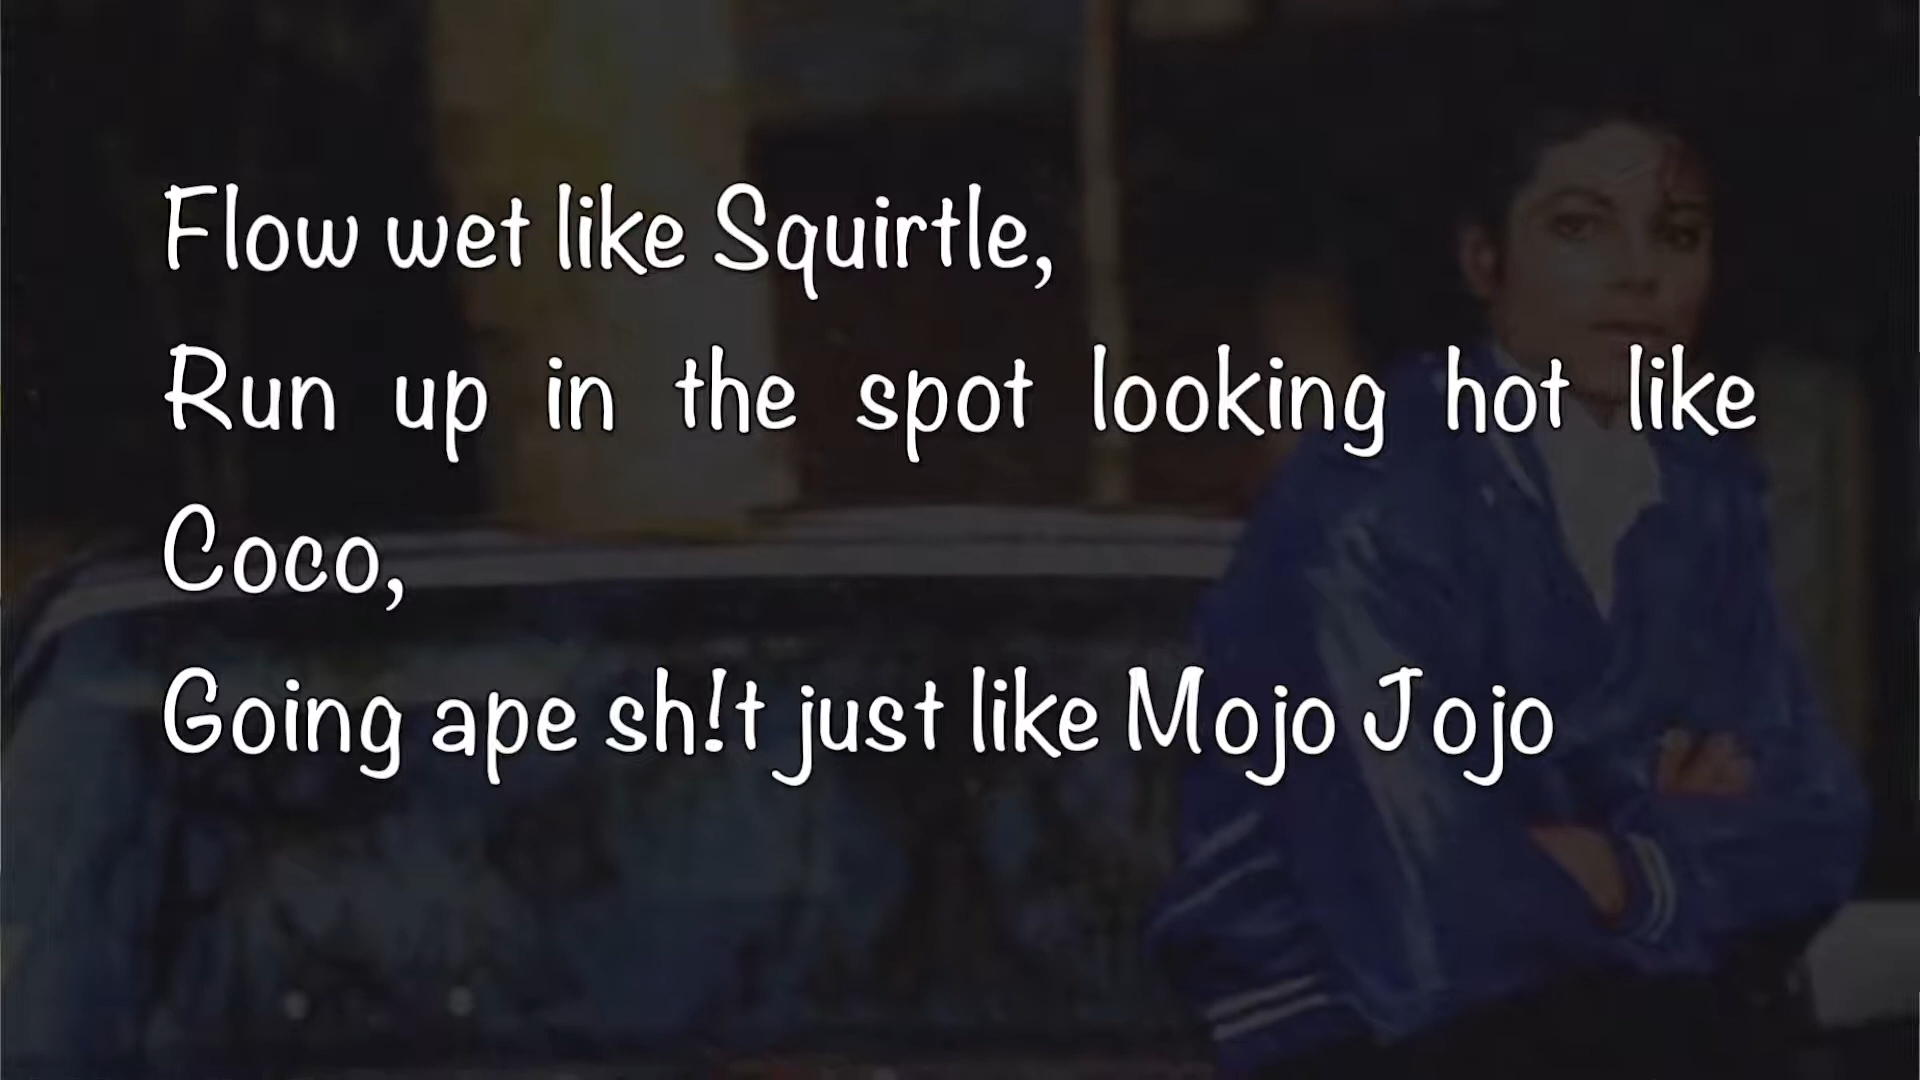 Flow wet like Squirtle,
Run up in the spot looking hot like
Coco,
Going ape sh!t just like Mojo Jojo